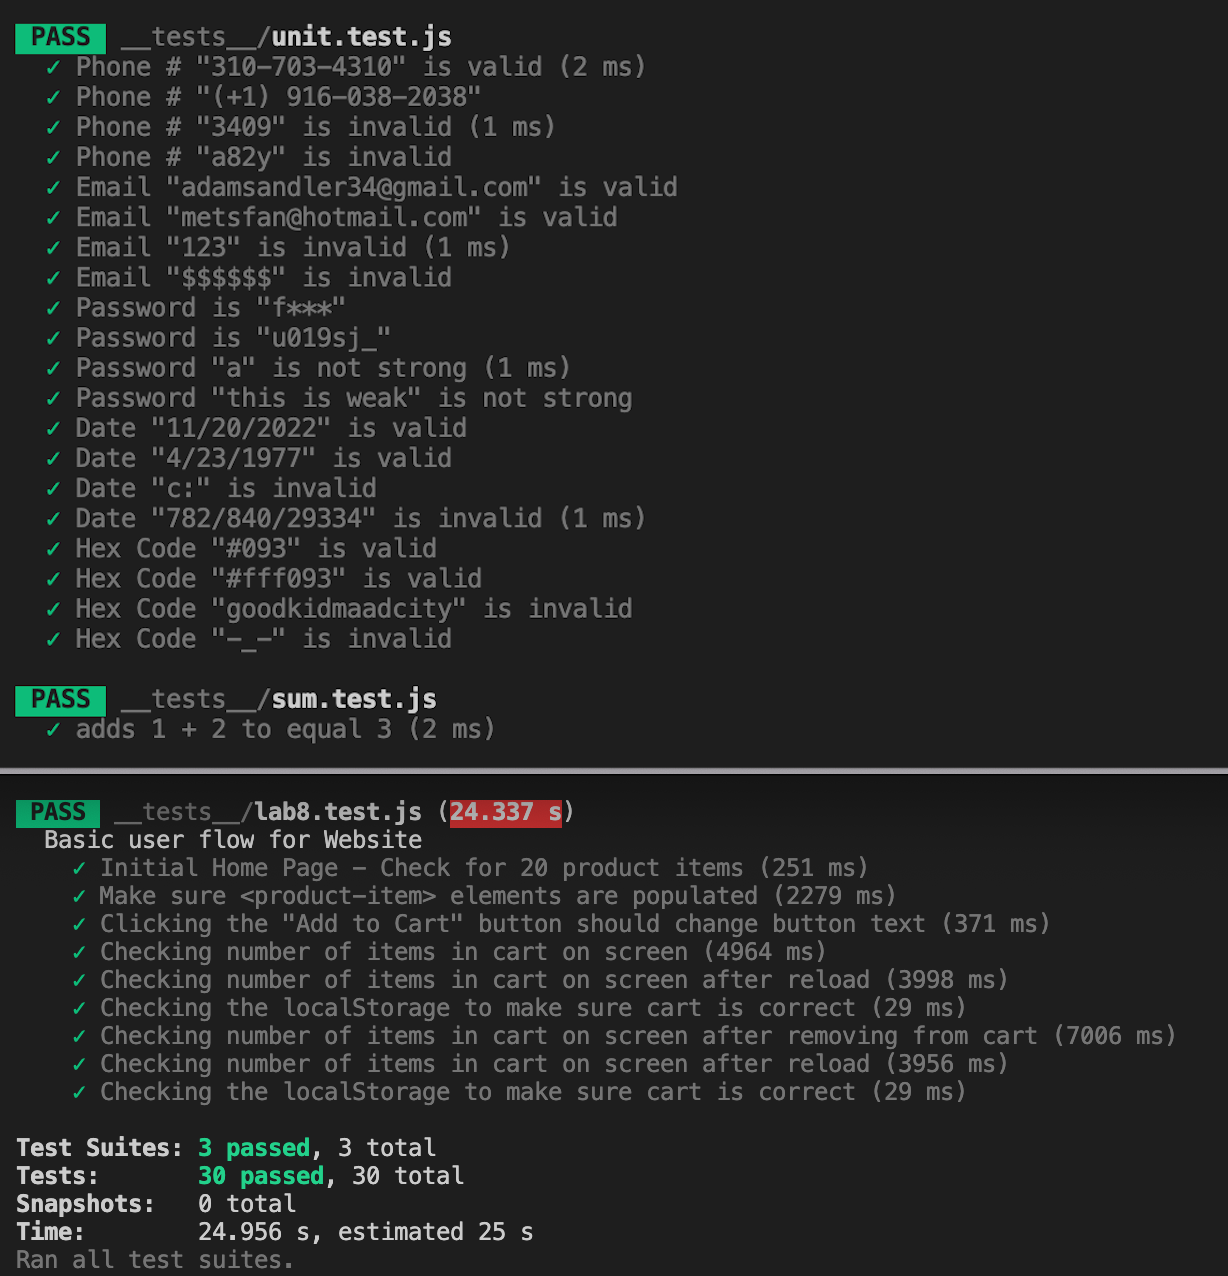 PASS __tests__/unit.test.js
✓ Phone # "310-703-4310" is valid (2 ms)
✓ Phone # "(+1) 916-038-2038"
✓ Phone # "3409" is invalid (1 ms)
✓ Phone # "a82y" is invalid
✓ Email "adamsandler34@gmail.com" is valid
✓ Email "metsfan@hotmail.com" is valid
✓ Email "123" is invalid (1 ms)
✓ Email "$$$$$$" is invalid
✓ Password is "f***"
✓ Password is "u019sj_"
✓ Password "a" is not strong (1 ms)
✓ Password "this is weak" is not strong
✓ Date "11/20/2022" is valid
✓ Date "4/23/1977" is valid
✓ Date "c:" is invalid
✓ Date "782/840/29334" is invalid (1 ms)
✓ Hex Code "#093" is valid
✓ Hex Code "#fff093" is valid
✓ Hex Code "goodkidmaadcity" is invalid
✓ Hex Code "-_-" is invalid
PASS __tests__/sum.test.js
✓ adds 1 + 2 to equal 3 (2 ms)
PASS __tests__/lab8.test.js (24.337 s)
Basic user flow for Website
✓ Initial Home Page - Check for 20 product items (251 ms)
✓ Make sure <product-item> elements are populated (2279 ms)
✓ Clicking the "Add to Cart" button should change button text (371 ms)
✓ Checking number of items in cart on screen (4964 ms)
✓ Checking number of items in cart on screen after reload (3998 ms)
✓ Checking the localStorage to make sure cart is correct (29 ms)
✓ Checking number of items in cart on screen after removing from cart (7006 ms)
✓ Checking number of items in cart on screen after reload (3956 ms)
✓ Checking the localStorage to make sure cart is correct (29 ms)
Test Suites: 3 passed, 3 total
Tests: 30 passed, 30 total
Snapshots: 0 total
Time: 24.956 s, estimated 25 s
Ran all test suites.